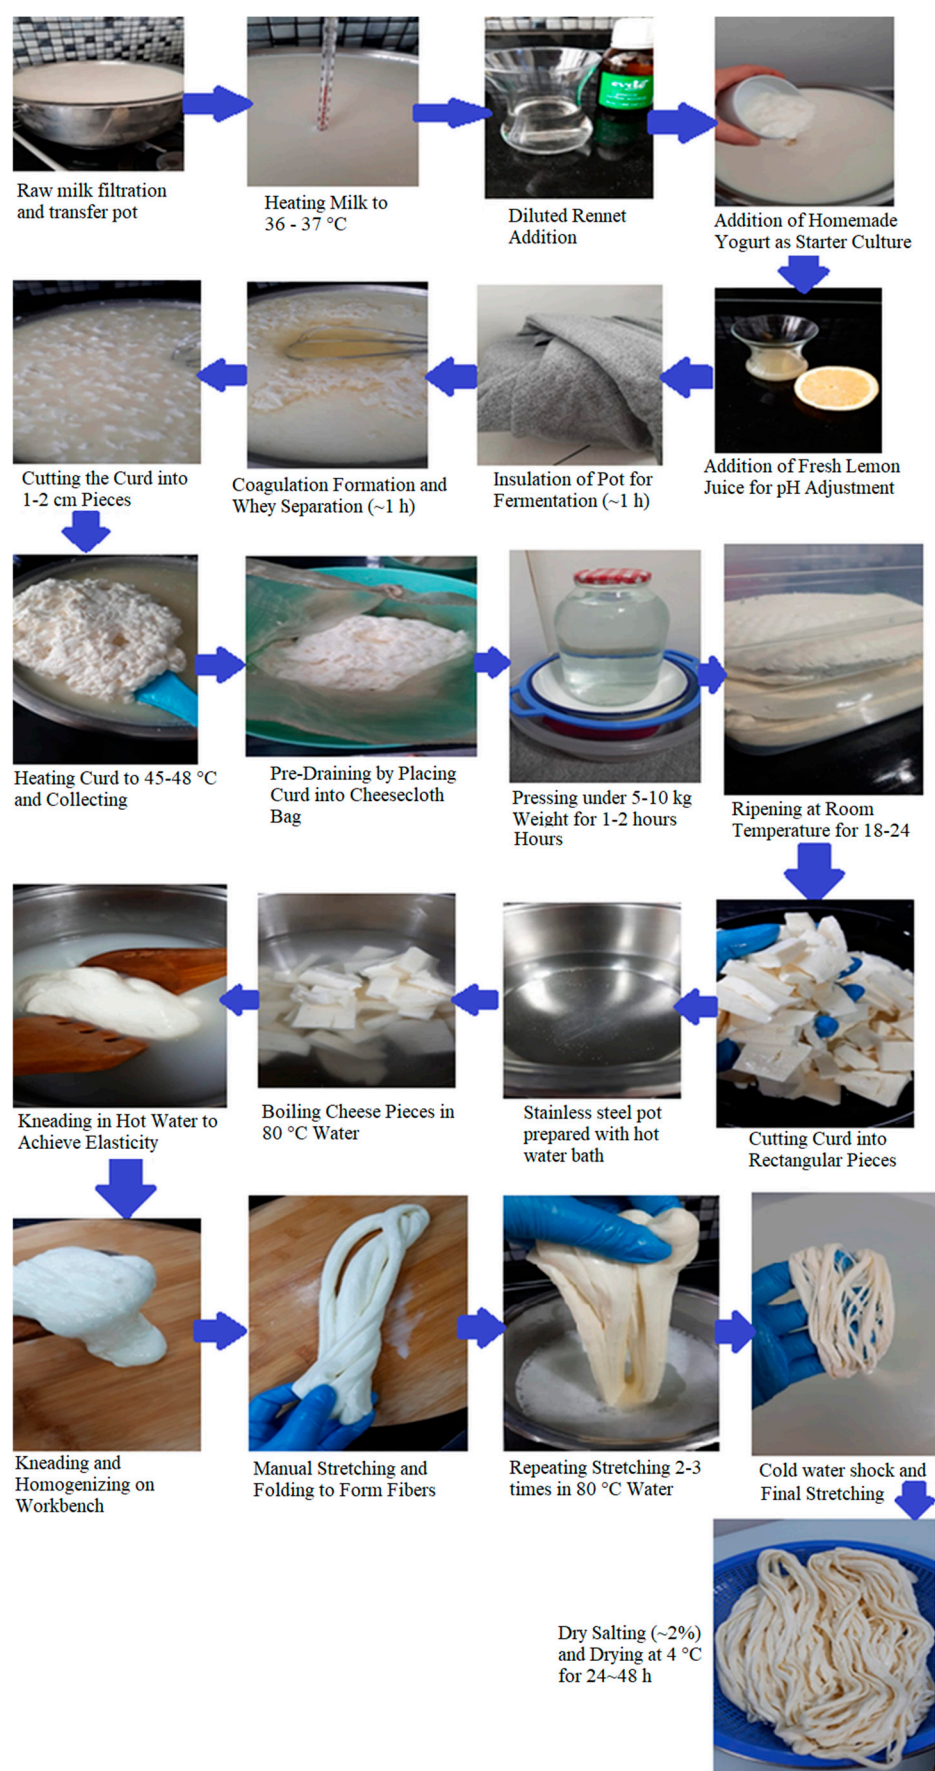 Raw milk filtration
and transfer pot
Heating Milk to
36 - 37 °C
Diluted Rennet
Addition
Addition of Homemade
Yogurt as Starter Culture
Addition of Fresh Lemon
Juice for pH Adjustment
Insulation of Pot for
Fermentation (~1 h)
Coagulation Formation and
Whey Separation (~1 h)
Cutting the Curd into
1-2 cm Pieces
Heating Curd to 45-48 °C
and Collecting
Pre-Draining by Placing
Curd into Cheesecloth
Bag
Pressing under 5-10 kg
Weight for 1-2 hours
Hours
Ripening at Room
Temperature for 18-24
Cutting Curd into
Rectangular Pieces
Stainless steel pot
prepared with hot
water bath
Boiling Cheese Pieces in
80 °C Water
Kneading in Hot Water to
Achieve Elasticity
Kneading and
Homogenizing on
Workbench
Manual Stretching and
Folding to Form Fibers
Repeating Stretching 2-3
times in 80 °C Water
Cold water shock and
Final Stretching
Dry Salting (~2%)
and Drying at 4 °C
for 24~48 h